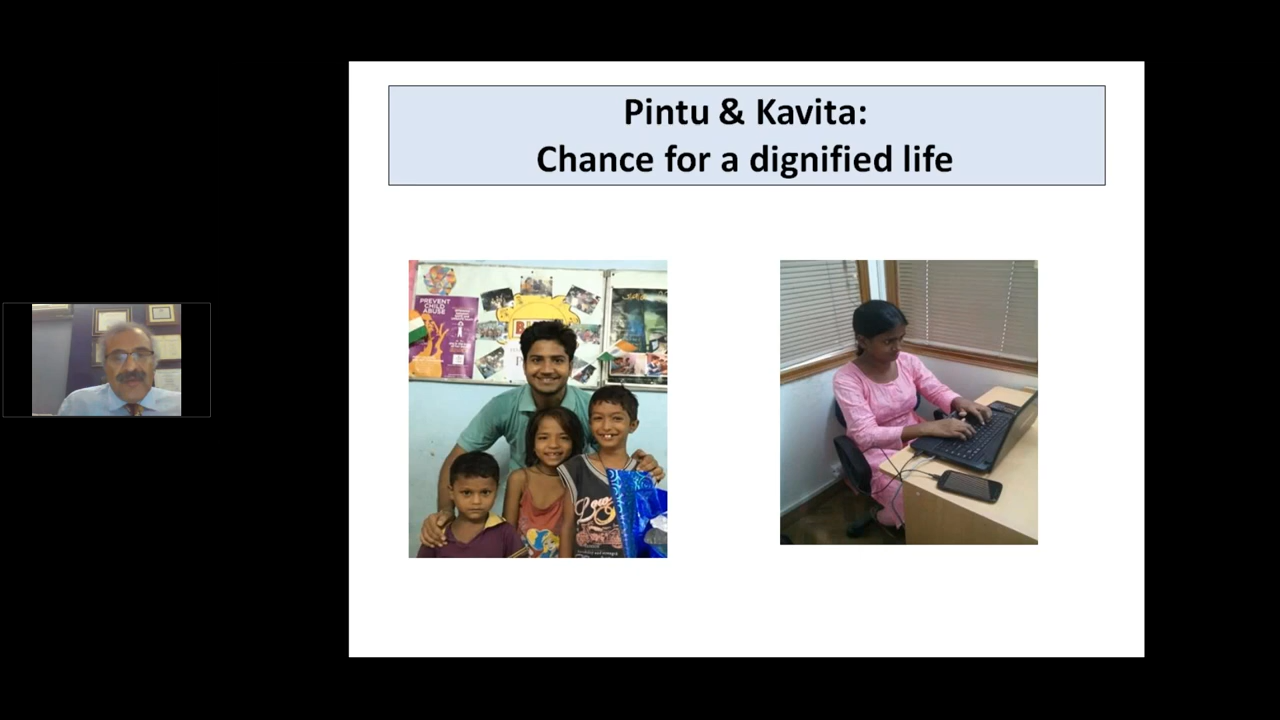 Pintu & Kavita:
Chance for a dignified life
PREVENT
CHILD
ABUSE